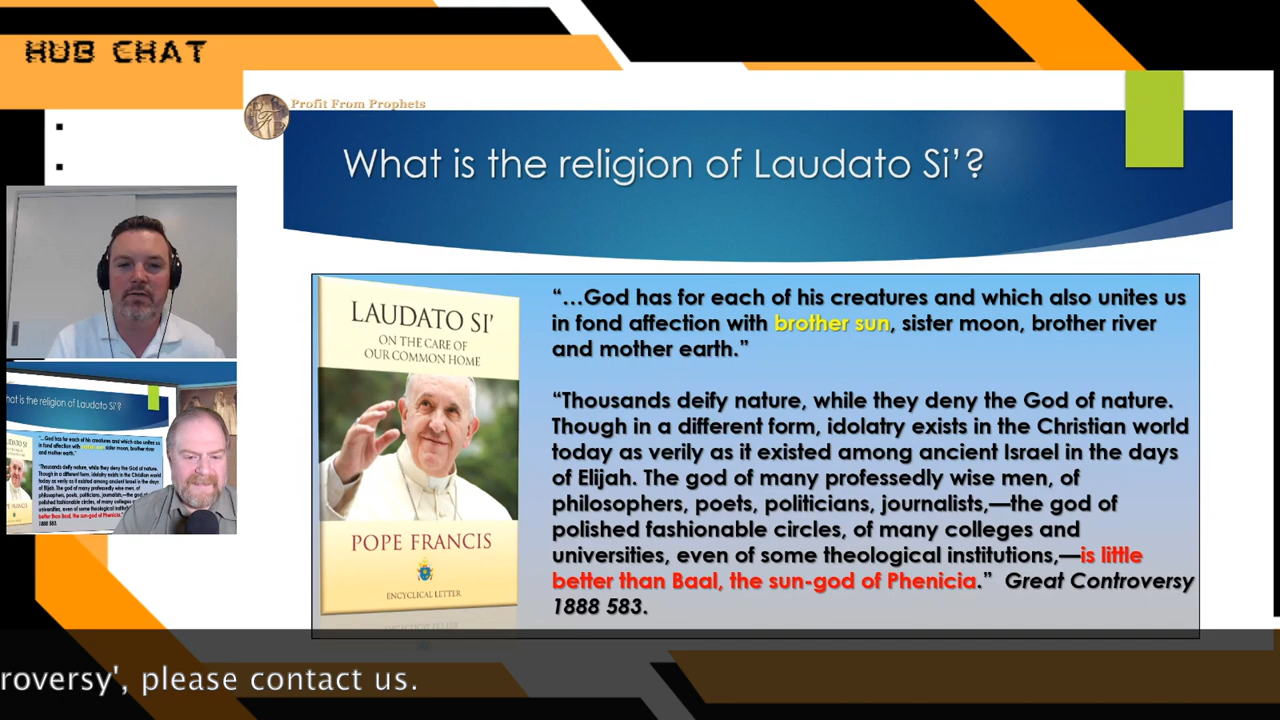 HUB CHAT
Profit From Prophets
What is the religion of Laudato Si’?
LAUDATO SI'
ON THE CARE OF
OUR COMMON HOME
POPE FRANCIS
ENCYCLICAL LETTER
“…God has for each of his creatures and which also unites us
in fond affection with brother sun, sister moon, brother river
and mother earth.”
“Thousands deify nature, while they deny the God of nature.
Though in a different form, idolatry exists in the Christian world
today as verily as it existed among ancient Israel in the days
of Elijah. The god of many professedly wise men, of
philosophers, poets, politicians, journalists,—the god of
polished fashionable circles, of many colleges and
universities, even of some theological institutions,—is little
better than Baal, the sun-god of Phenicia.” Great Controversy
1888 583.
roversy', please contact us.